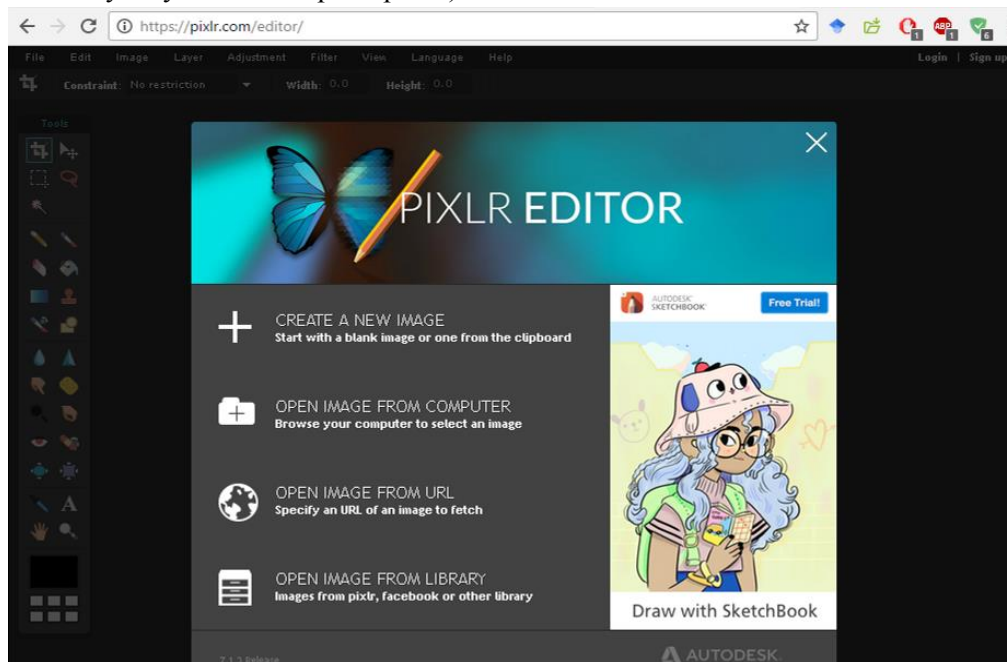 https://pixlr.com/editor/
File Edit Image Layer Adjustment Filter View Language Help Login | Sign up
Constraint: No restriction Width: 0.0 Height: 0.0
Tools
PIXLR EDITOR
CREATE A NEW IMAGE
Start with a blank image or one from the clipboard
OPEN IMAGE FROM COMPUTER
Browse your computer to select an image
OPEN IMAGE FROM URL
Specify an URL of an image to fetch
OPEN IMAGE FROM LIBRARY
Images from pixlr, facebook or other library
AUTODESK
SKETCHBOOK
Free Trial!
Draw with SketchBook
AUTODESK